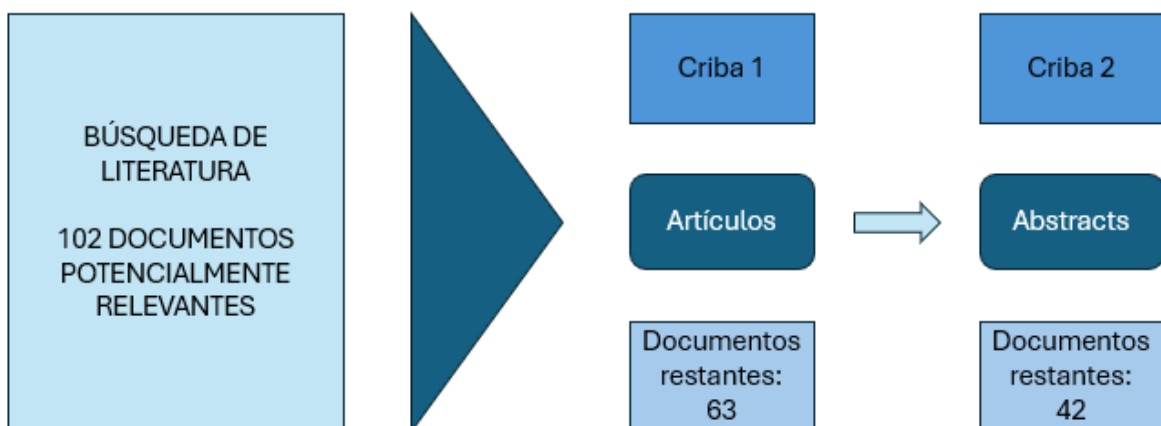 BÚSQUEDA DE
LITERATURA
102 DOCUMENTOS
POTENCIALMENTE
RELEVANTES
Criba 1
Artículos
Documentos
restantes:
63
Criba 2
Abstracts
Documentos
restantes:
42